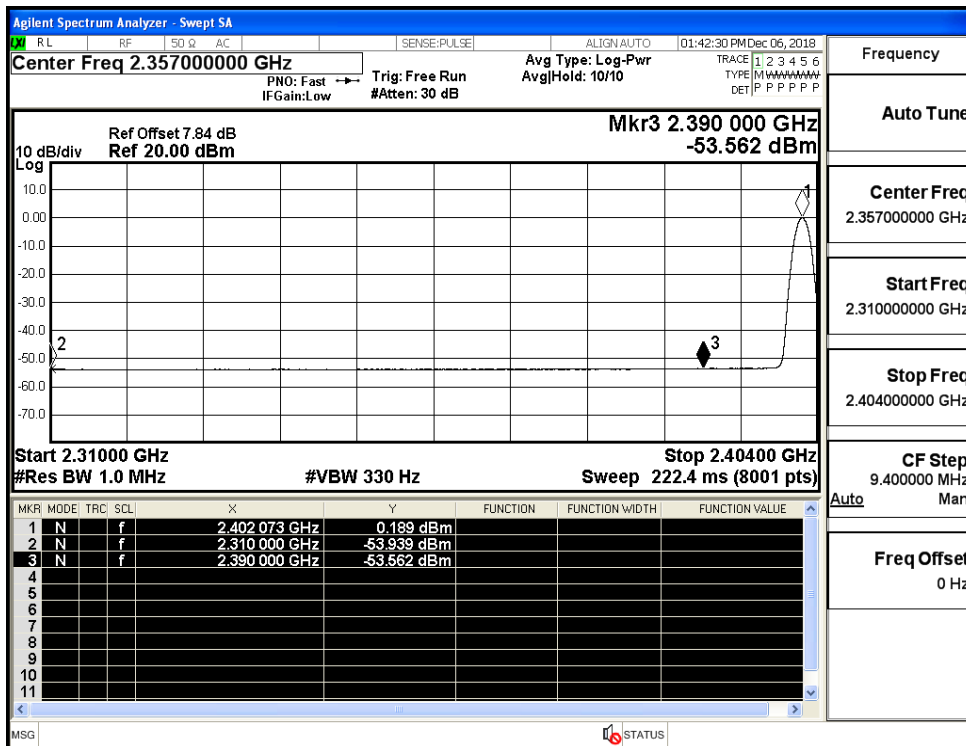 Agilent Spectrum Analyzer - Swept SA
LXI RL RF 50 Ω AC SENSE:PULSE ALIGNAUTO 01:42:30 PM Dec 06, 2018
Center Freq 2.357000000 GHz
PNO: Fast
IFGain:Low
Trig: Free Run
#Atten: 30 dB
Avg Type: Log-Pwr
Avg|Hold: 10/10
TRACE 1 2 3 4 5 6
TYPE MWWWWW
DET P P P P P P
Ref Offset 7.84 dB
10 dB/div Ref 20.00 dBm
Log
Mkr3 2.390 000 GHz
-53.562 dBm
10.0
0.00
-10.0
-20.0
-30.0
-40.0
-50.0
-60.0
-70.0
1
2
3
Start 2.31000 GHz Stop 2.40400 GHz
#Res BW 1.0 MHz #VBW 330 Hz Sweep 222.4 ms (8001 pts)
MKR MODE TRC SCL X Y FUNCTION FUNCTION WIDTH FUNCTION VALUE
1 N f 2.402 073 GHz 0.189 dBm
2 N f 2.310 000 GHz -53.939 dBm
3 N f 2.390 000 GHz -53.562 dBm
4
5
6
7
8
9
10
11
MSG STATUS
Frequency
Auto Tune
Center Freq
2.357000000 GHz
Start Freq
2.310000000 GHz
Stop Freq
2.404000000 GHz
CF Step
9.400000 MHz
Auto Man
Freq Offset
0 Hz